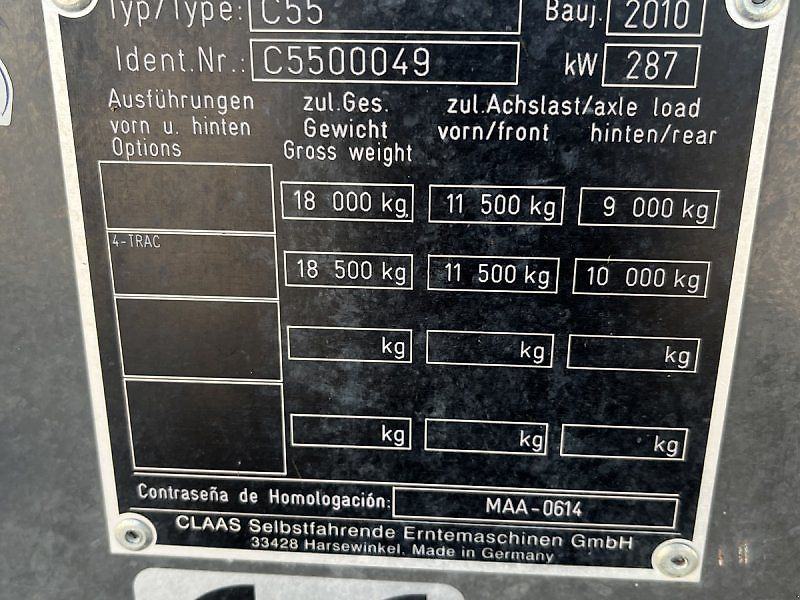 Typ/Type: C55 Bauj. 2010
Ident.Nr.: C5500049 kW 287
Ausführungen zul.Ges. zul.Achslast/axle load
vorn u. hinten Gewicht vorn/front hinten/rear
Options Gross weight
18 000 kg 11 500 kg 9 000 kg
4-TRAC
18 500 kg 11 500 kg 10 000 kg
kg kg kg
kg kg kg
Contraseña de Homologación: MAA-0614
CLAAS Selbstfahrende Erntemaschinen GmbH
33428 Harsewinkel. Made in Germany